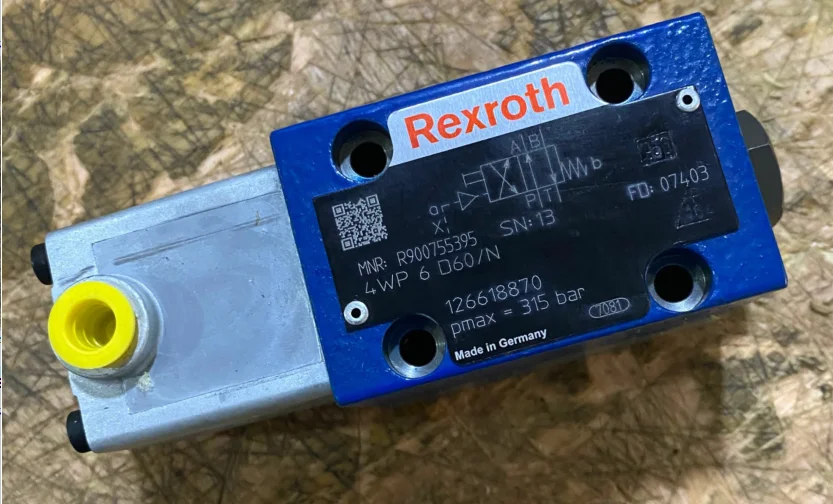 Rexroth
A B
a b
X P T
SN: 13
FD: 07403
MNR: R900755395
4WP 6 D60/N
126618870
pmax = 315 bar
7081
Made in Germany